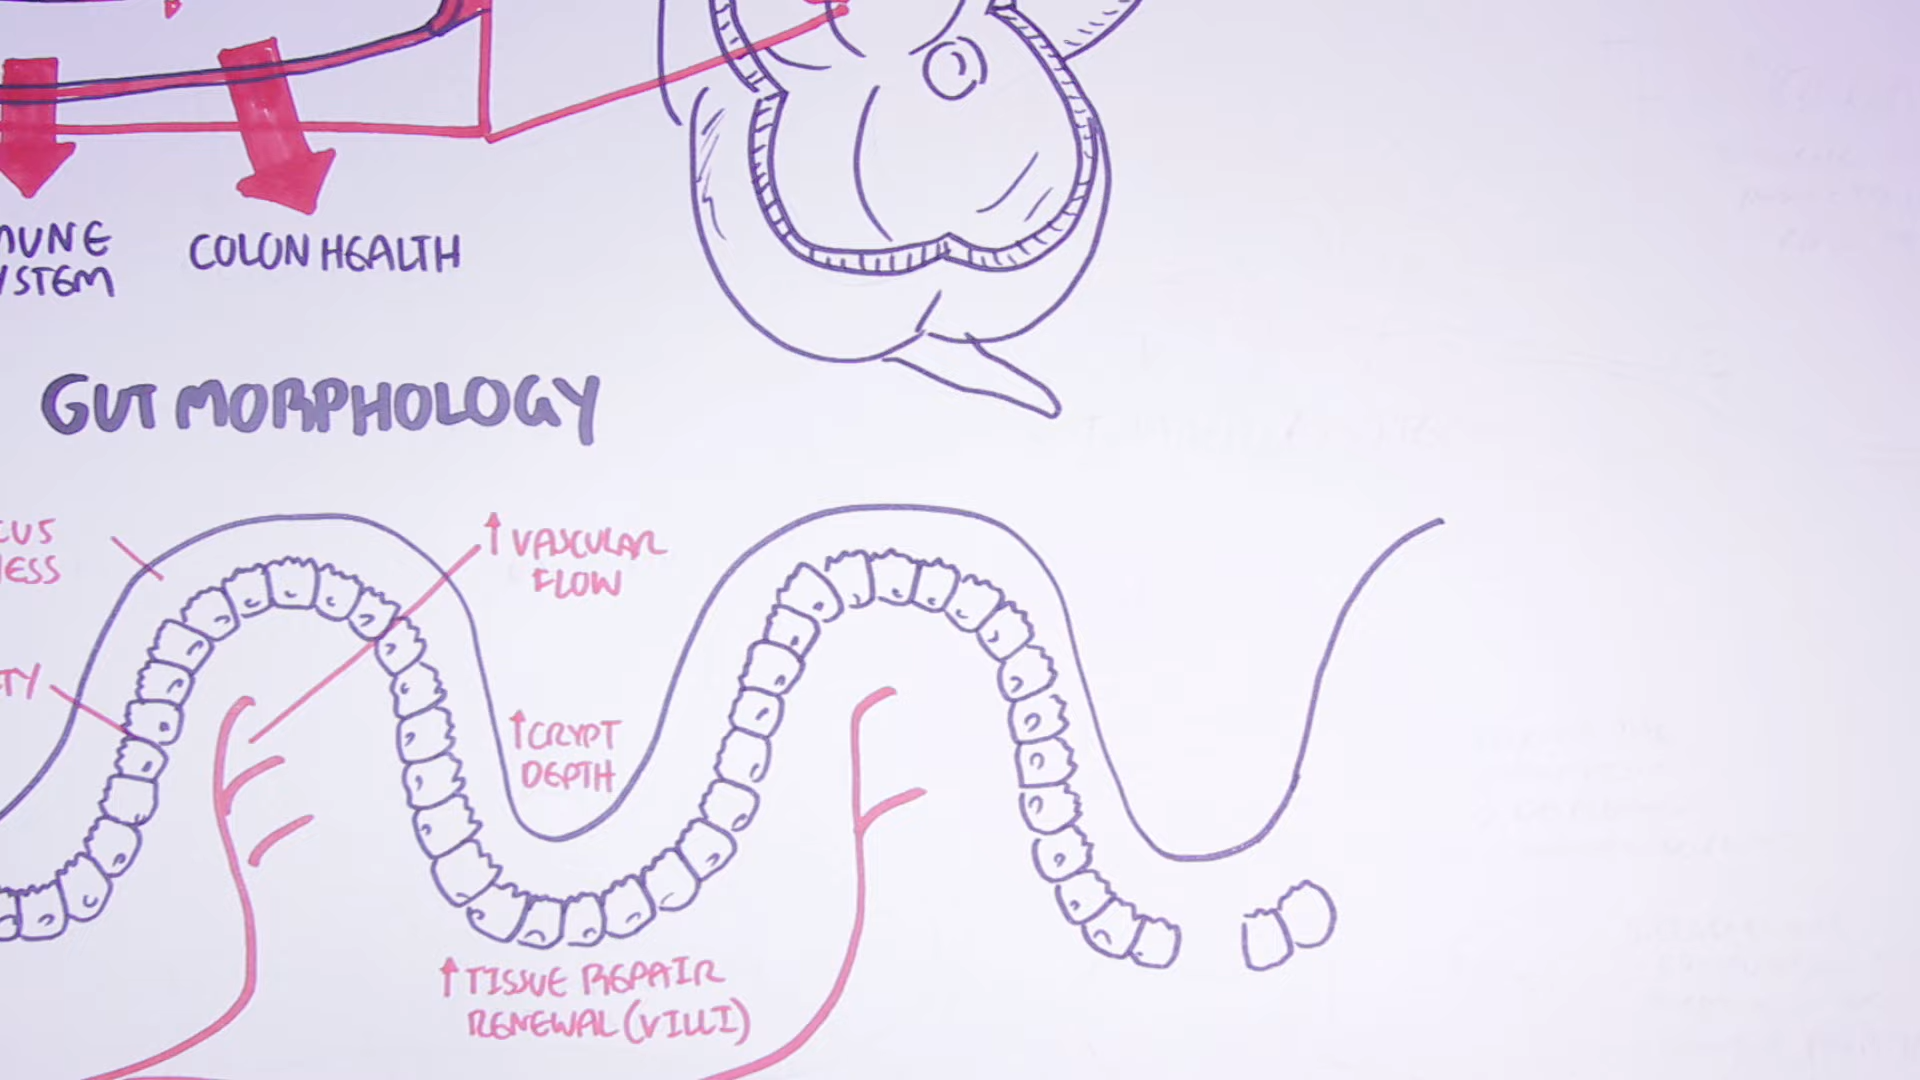 COLON HEALTH
GUT MORPHOLOGY
↑ VASCULAR
FLOW
↑ CRYPT
DEPTH
↑ TISSUE REPAIR
RENEWAL (VILLI)